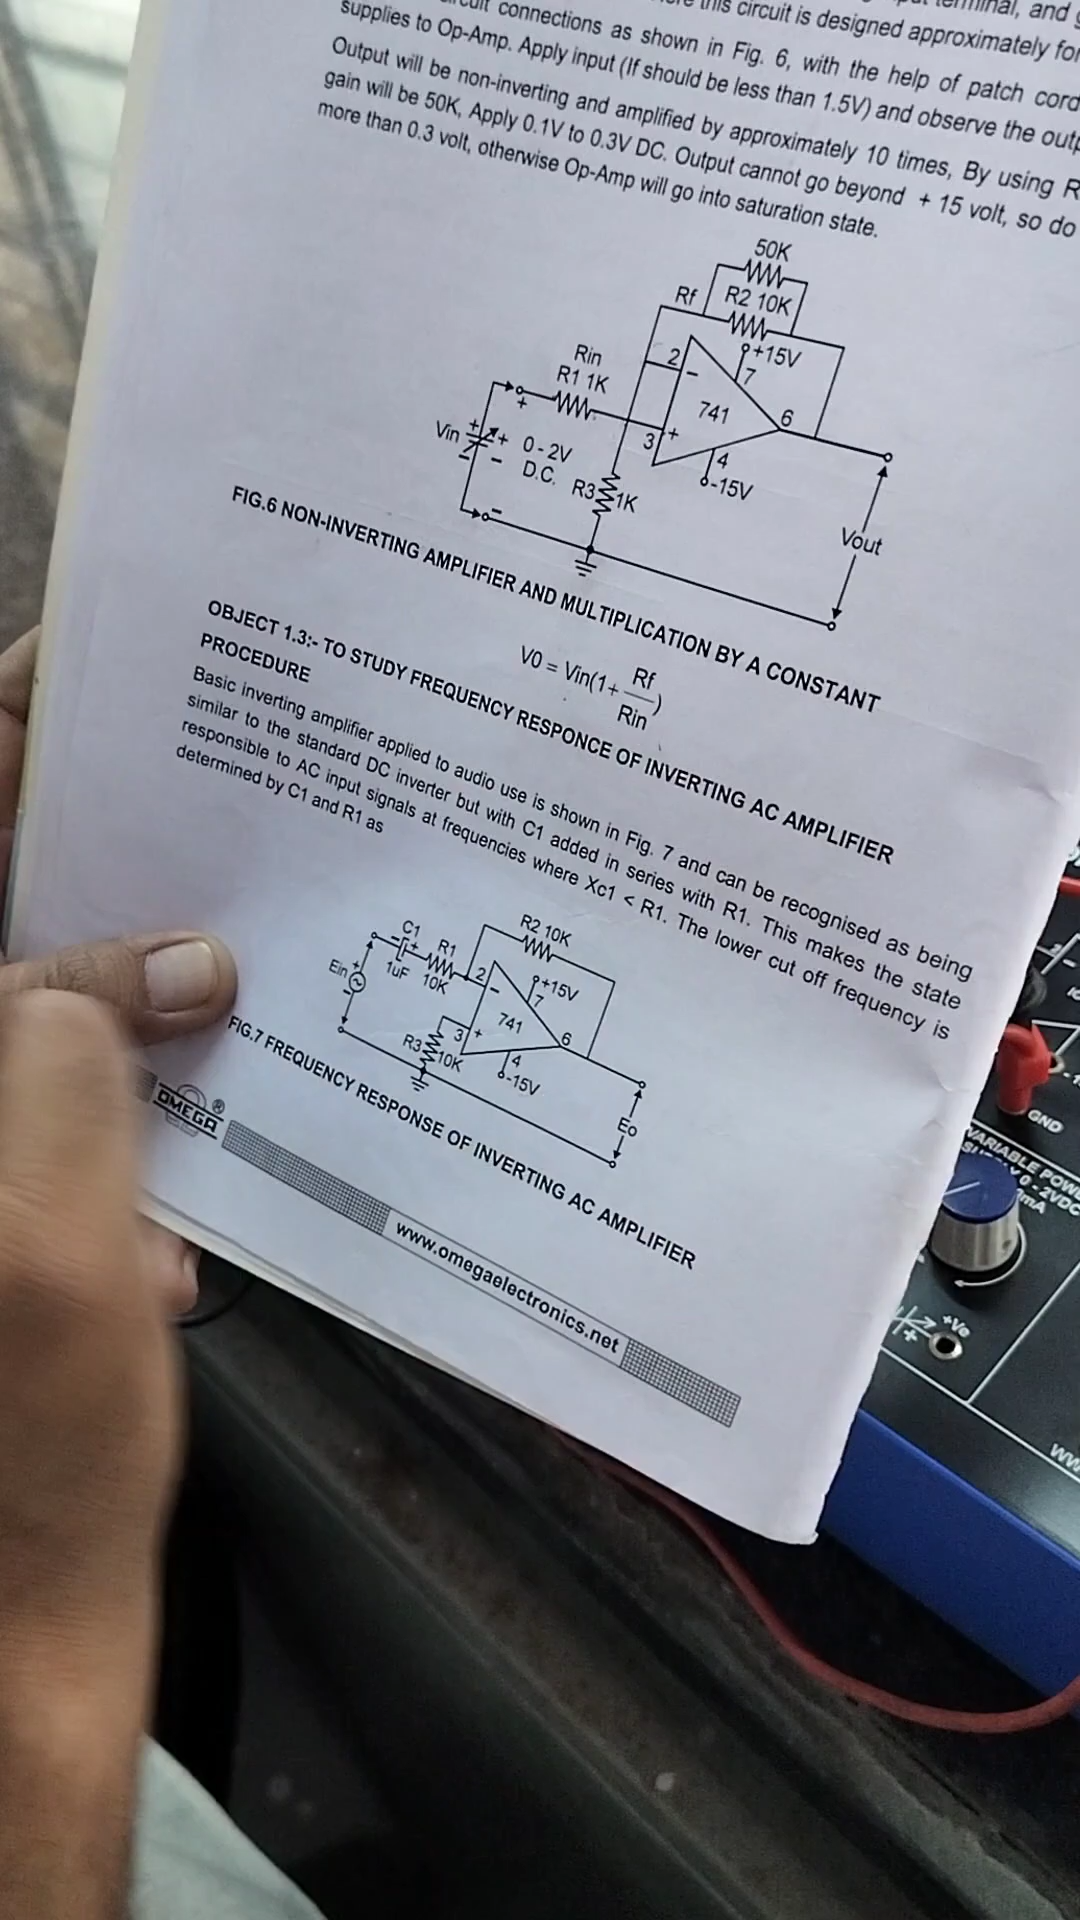 this circuit is designed approximately for
connections as shown in Fig. 6, with the help of patch cord
supplies to Op-Amp. Apply input (If should be less than 1.5V) and observe the
Output will be non-inverting and amplified by approximately 10 times, By using
gain will be 50K, Apply 0.1V to 0.3V DC. Output cannot go beyond + 15 volt, so do
more than 0.3 volt, otherwise Op-Amp will go into saturation state.
50K
Rf R2 10K
+15V
7
2
-
Rin
R1 1K
741
6
3
+
4
-15V
Vin
+
+ 0 - 2V
- D.C.
R3 1K
Vout
FIG.6 NON-INVERTING AMPLIFIER AND MULTIPLICATION BY A CONSTANT
V0 = Vin(1+ Rf
Rin )
OBJECT 1.3:- TO STUDY FREQUENCY RESPONCE OF INVERTING AC AMPLIFIER
PROCEDURE
Basic inverting amplifier applied to audio use is shown in Fig. 7 and can be recognised as being
similar to the standard DC inverter but with C1 added in series with R1. This makes the state
responsible to AC input signals at frequencies where Xc1 < R1. The lower cut off frequency is
determined by C1 and R1 as
R2 10K
C1
R1
1uF 10K
Ein
+
-
2
-
+15V
7
741
6
3
+
4
-15V
R3 10K
Eo
FIG.7 FREQUENCY RESPONSE OF INVERTING AC AMPLIFIER
OMEGA ®
www.omegaelectronics.net
GND
VARIABLE
0 - 2VDC
mA
+Ve